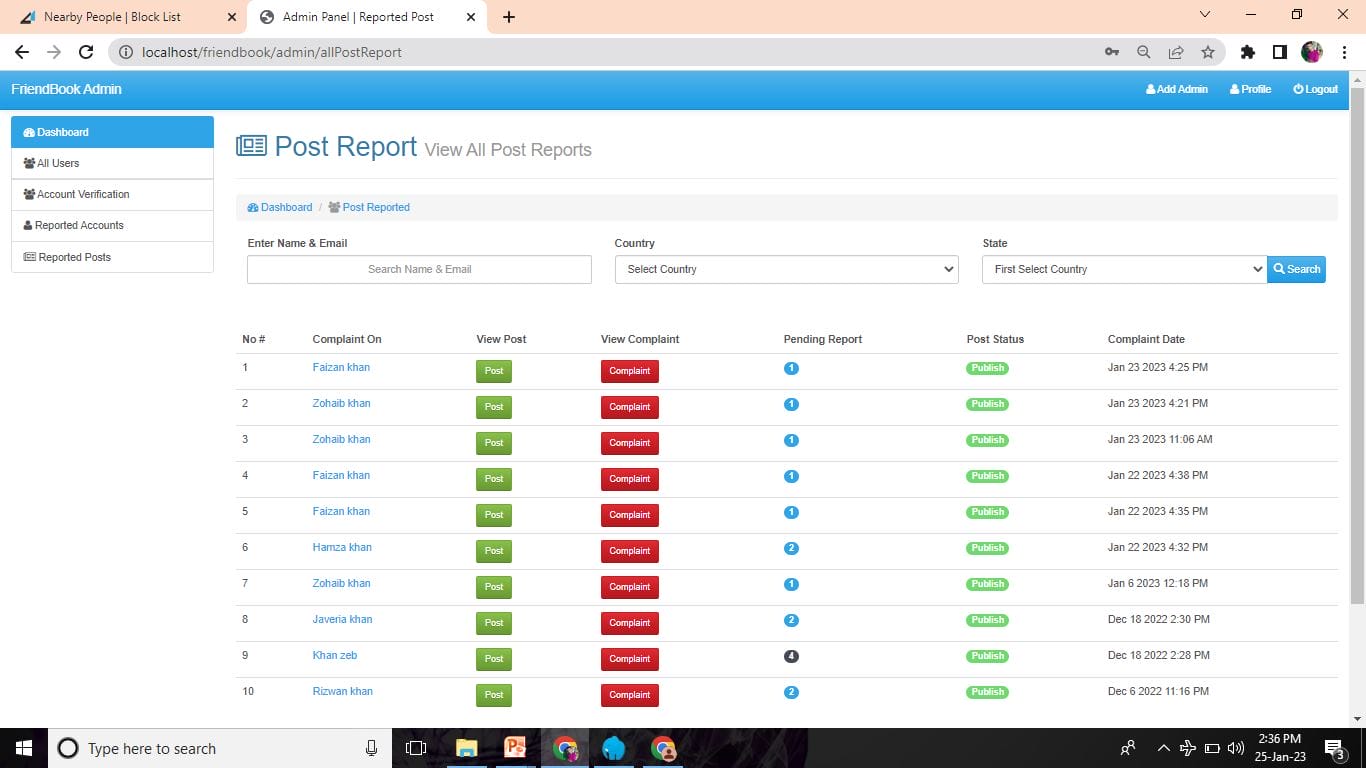 Nearby People | Block List
Admin Panel | Reported Post
localhost/friendbook/admin/allPostReport
FriendBook Admin
Add Admin Profile Logout
Dashboard
All Users
Account Verification
Reported Accounts
Reported Posts
Post Report View All Post Reports
Dashboard / Post Reported
Enter Name & Email Country State
Search Name & Email Select Country First Select Country Search
No # Complaint On View Post View Complaint Pending Report Post Status Complaint Date
1 Faizan khan Post Complaint 1 Publish Jan 23 2023 4:25 PM
2 Zohaib khan Post Complaint 1 Publish Jan 23 2023 4:21 PM
3 Zohaib khan Post Complaint 1 Publish Jan 23 2023 11:06 AM
4 Faizan khan Post Complaint 1 Publish Jan 22 2023 4:38 PM
5 Faizan khan Post Complaint 1 Publish Jan 22 2023 4:35 PM
6 Hamza khan Post Complaint 2 Publish Jan 22 2023 4:32 PM
7 Zohaib khan Post Complaint 1 Publish Jan 6 2023 12:18 PM
8 Javeria khan Post Complaint 2 Publish Dec 18 2022 2:30 PM
9 Khan zeb Post Complaint 4 Publish Dec 18 2022 2:28 PM
10 Rizwan khan Post Complaint 2 Publish Dec 6 2022 11:16 PM
Type here to search
2:36 PM
25-Jan-23
3